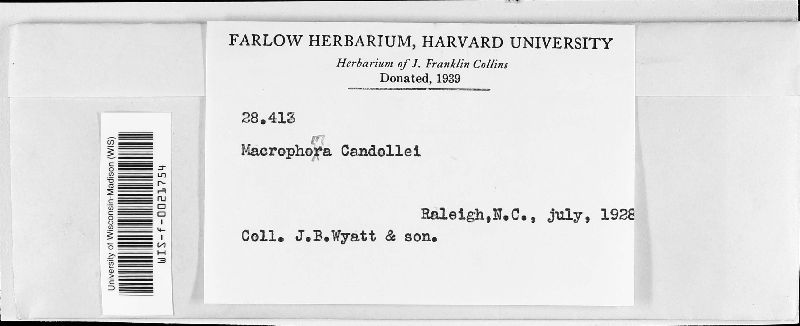 FARLOW HERBARIUM, HARVARD UNIVERSITY
Herbarium of J. Franklin Collins
Donated, 1939
28.413
m
Macrophora Candollei
Raleigh,N.C., july, 1928
Coll. J.B.Wyatt & son.
University of Wisconsin-Madison (WIS)
WIS-f-0021754